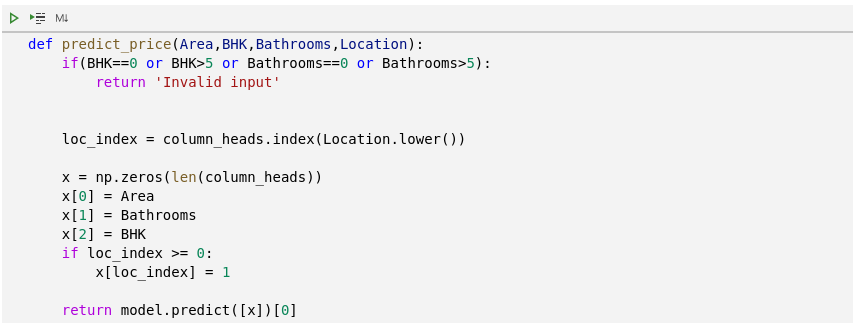 M↓
def predict_price(Area,BHK,Bathrooms,Location):
    if(BHK==0 or BHK>5 or Bathrooms==0 or Bathrooms>5):
        return 'Invalid input'
    loc_index = column_heads.index(Location.lower())
    x = np.zeros(len(column_heads))
    x[0] = Area
    x[1] = Bathrooms
    x[2] = BHK
    if loc_index >= 0:
        x[loc_index] = 1
    return model.predict([x])[0]